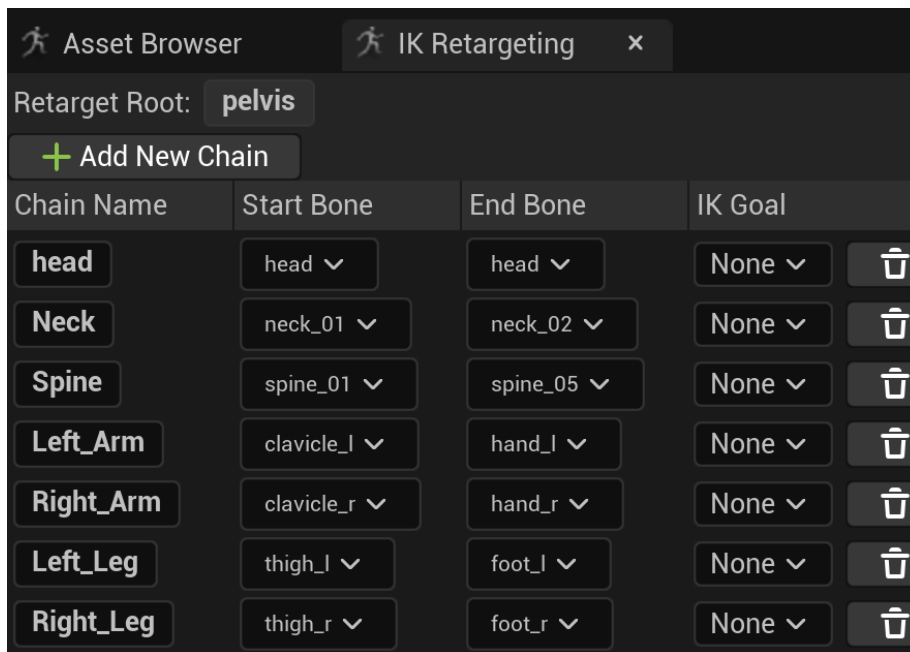 Asset Browser IK Retargeting ×
Retarget Root: pelvis
+ Add New Chain
Chain Name Start Bone End Bone IK Goal
head head head None
Neck neck_01 neck_02 None
Spine spine_01 spine_05 None
Left_Arm clavicle_l hand_l None
Right_Arm clavicle_r hand_r None
Left_Leg thigh_l foot_l None
Right_Leg thigh_r foot_r None